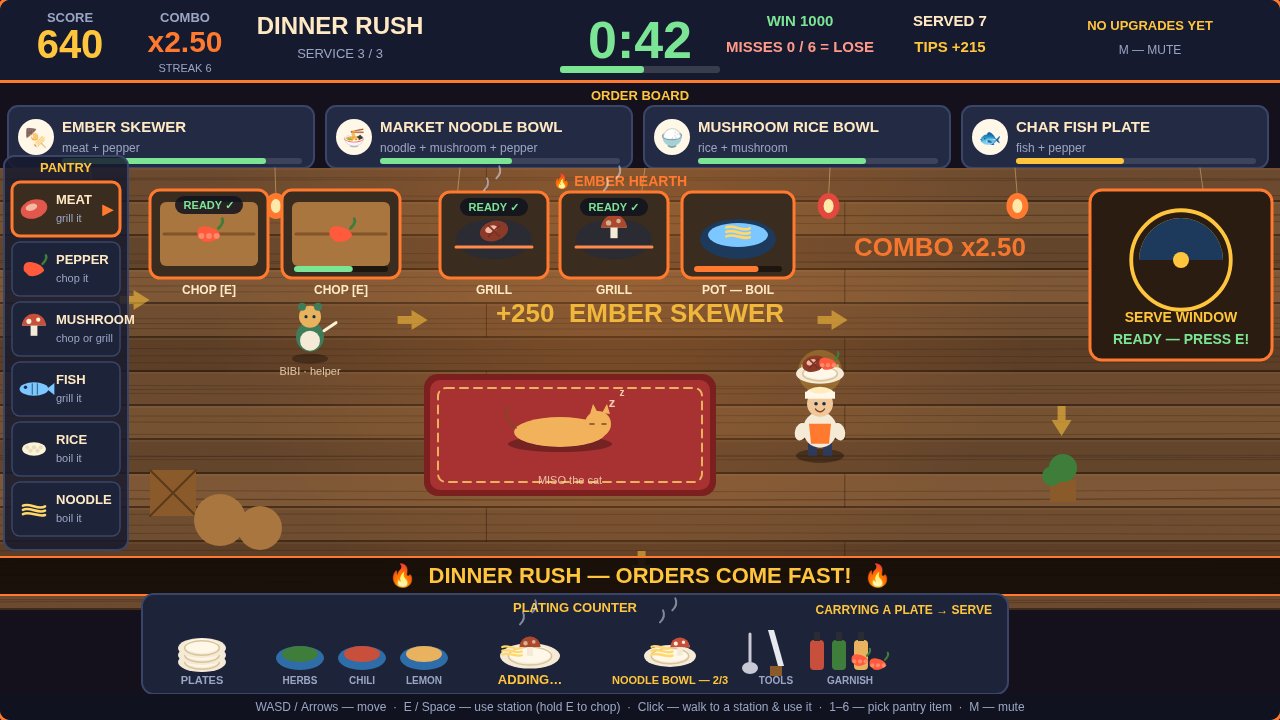 SCORE
640
COMBO
x2.50
STREAK 6
DINNER RUSH
SERVICE 3 / 3
0:42
WIN 1000
MISSES 0 / 6 = LOSE
SERVED 7
TIPS +215
NO UPGRADES YET
M — MUTE
ORDER BOARD
EMBER SKEWER
meat + pepper
MARKET NOODLE BOWL
noodle + mushroom + pepper
MUSHROOM RICE BOWL
rice + mushroom
CHAR FISH PLATE
fish + pepper
PANTRY
MEAT
grill it
PEPPER
chop it
MUSHROOM
chop or grill
FISH
grill it
RICE
boil it
NOODLE
boil it
🔥 EMBER HEARTH
READY ✓
CHOP [E]
CHOP [E]
READY ✓
GRILL
READY ✓
GRILL
POT — BOIL
COMBO x2.50
+250 EMBER SKEWER
SERVE WINDOW
READY — PRESS E!
BIBI · helper
z
z
MISO the cat
🔥 DINNER RUSH — ORDERS COME FAST! 🔥
PLATING COUNTER
CARRYING A PLATE → SERVE
PLATES
HERBS
CHILI
LEMON
ADDING…
NOODLE BOWL — 2/3
TOOLS
GARNISH
WASD / Arrows — move · E / Space — use station (hold E to chop) · Click — walk to a station & use it · 1–6 — pick pantry item · M — mute